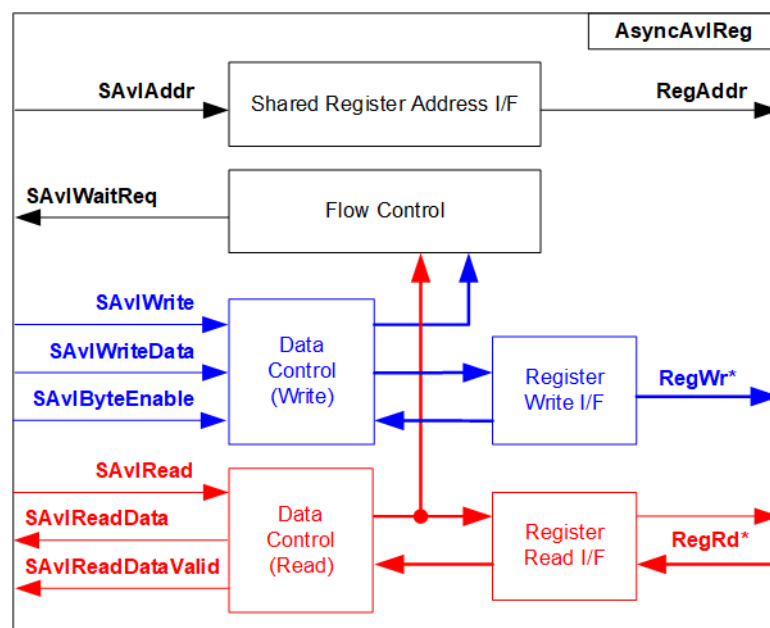 AsyncAvlReg
SAvlAddr
Shared Register Address I/F
RegAddr
SAvlWaitReq
Flow Control
SAvlWrite
SAvlWriteData
SAvlByteEnable
Data
Control
(Write)
Register
Write I/F
RegWr*
SAvlRead
SAvlReadData
SAvlReadDataValid
Data
Control
(Read)
Register
Read I/F
RegRd*